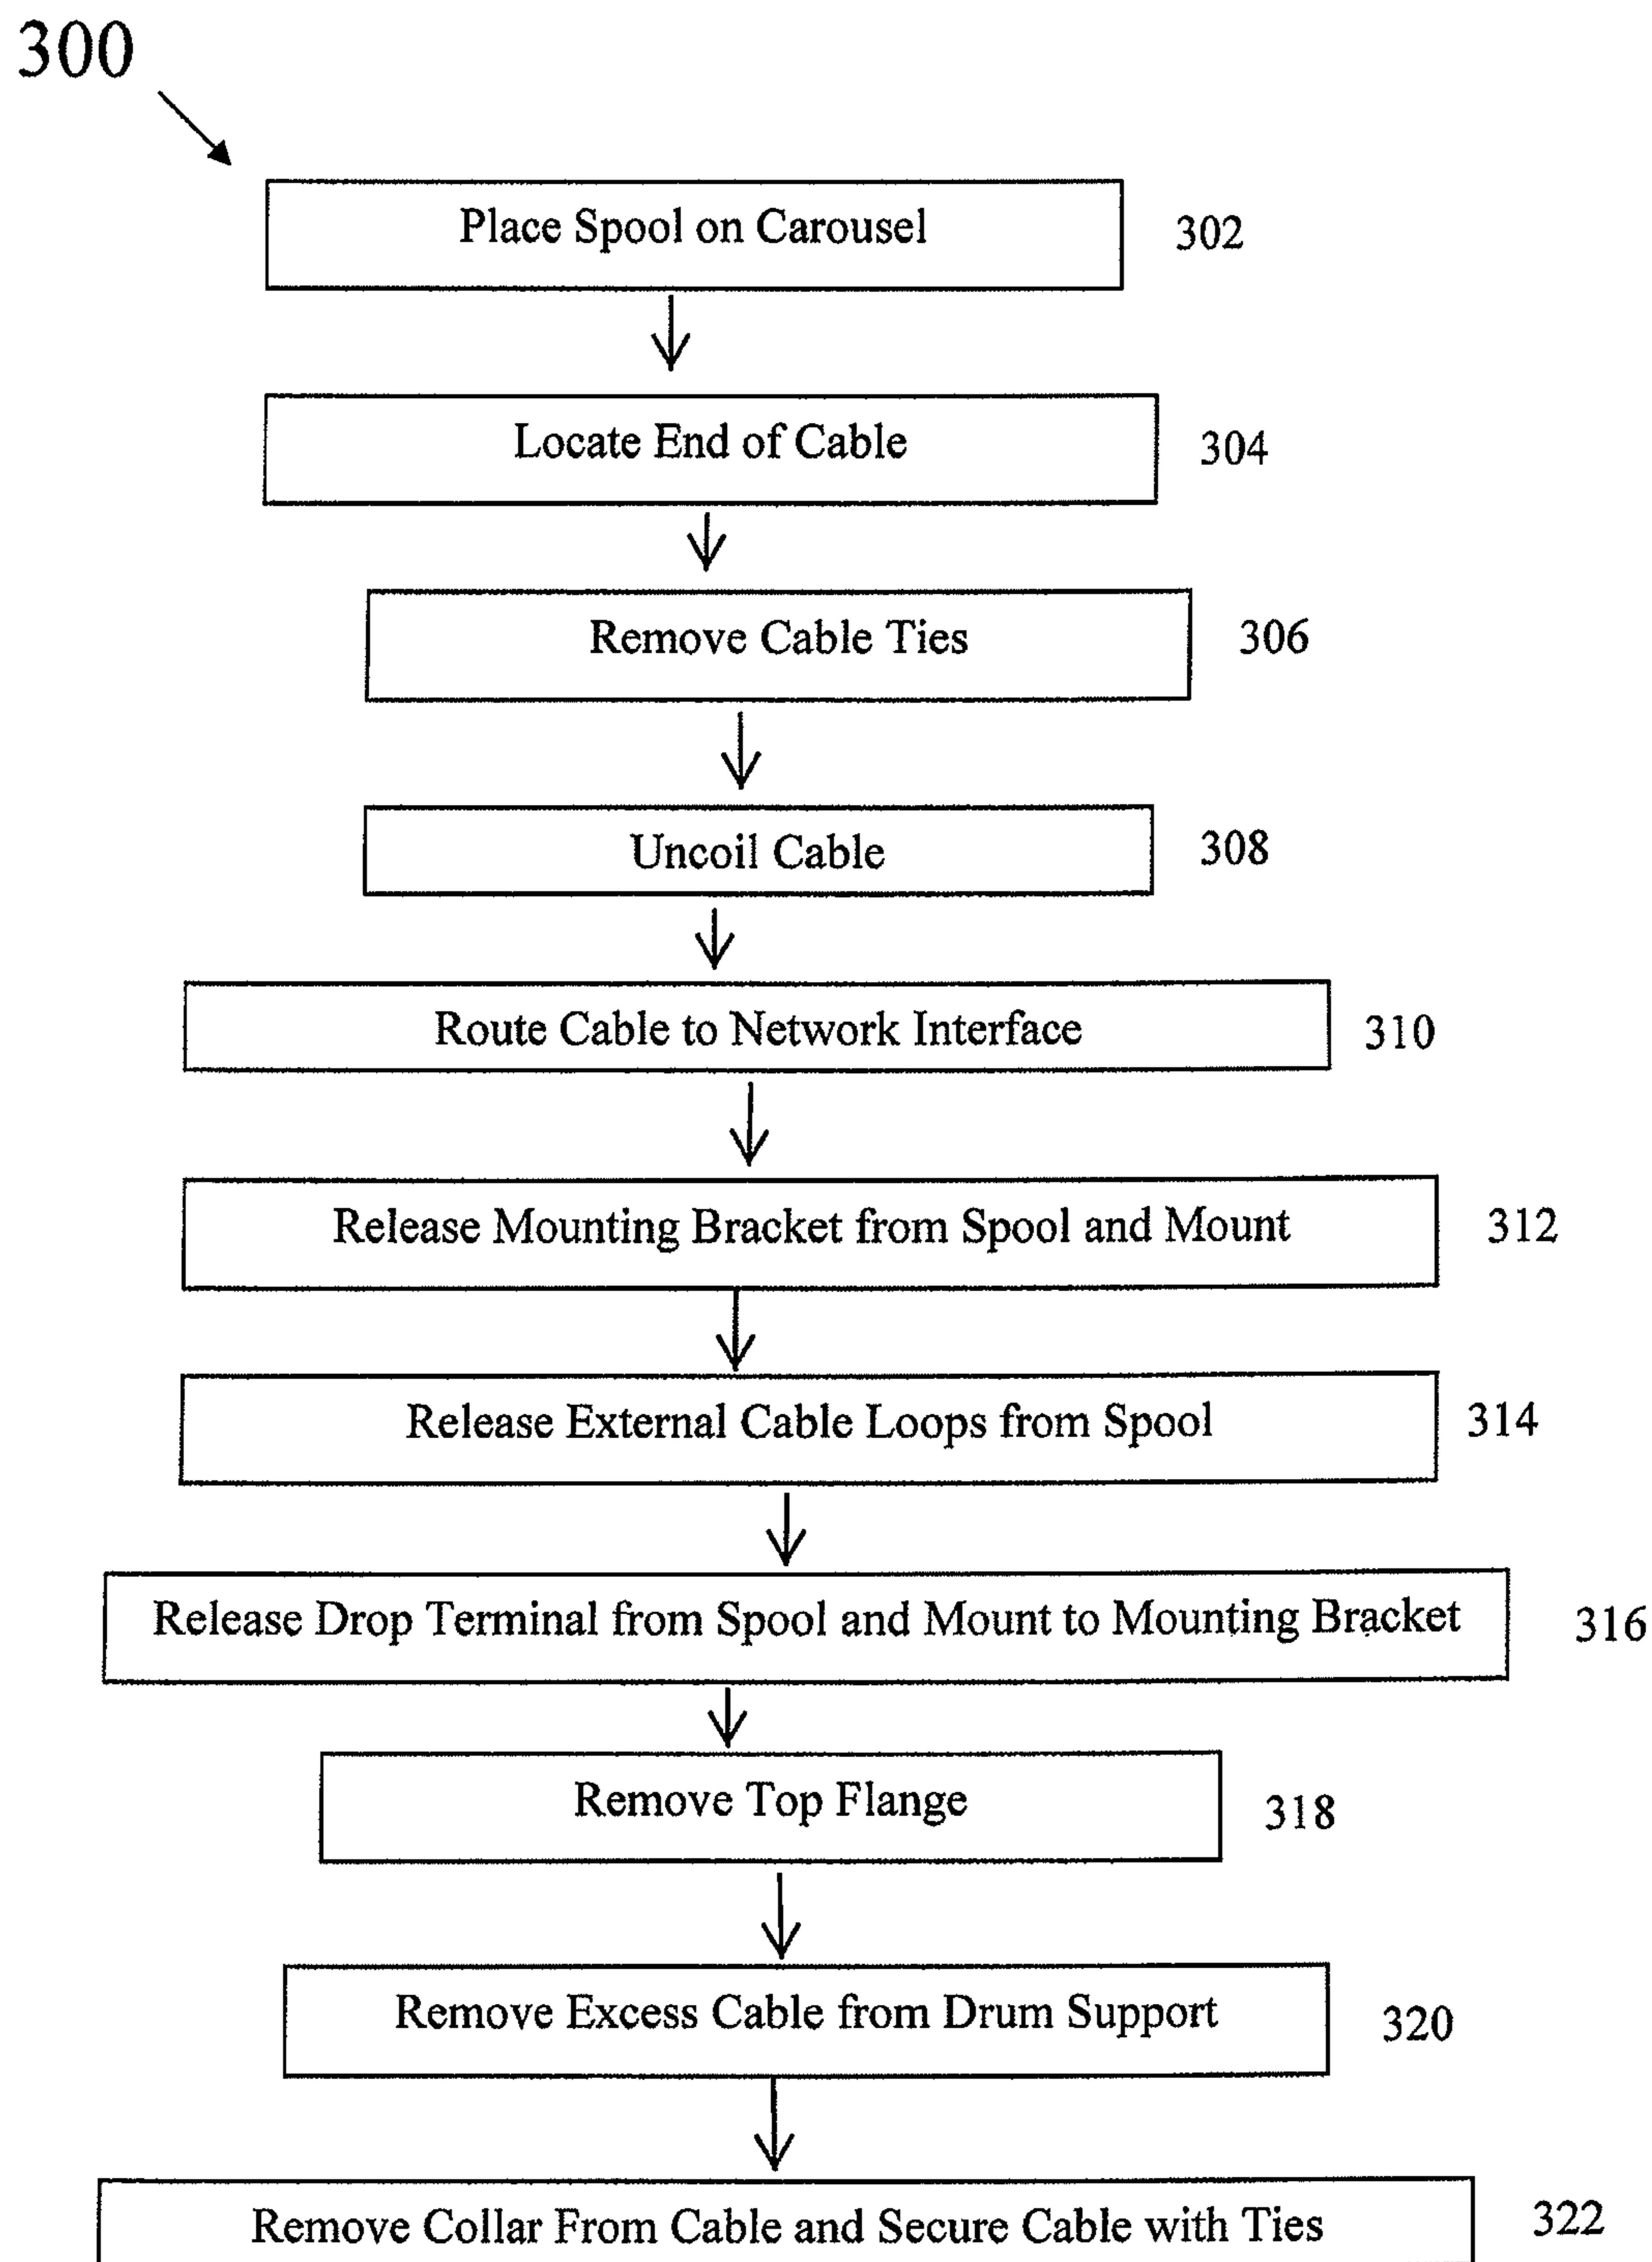 300
Place Spool on Carousel 302
Locate End of Cable 304
Remove Cable Ties 306
Uncoil Cable 308
Route Cable to Network Interface 310
Release Mounting Bracket from Spool and Mount 312
Release External Cable Loops from Spool 314
Release Drop Terminal from Spool and Mount to Mounting Bracket 316
Remove Top Flange 318
Remove Excess Cable from Drum Support 320
Remove Collar From Cable and Secure Cable with Ties 322